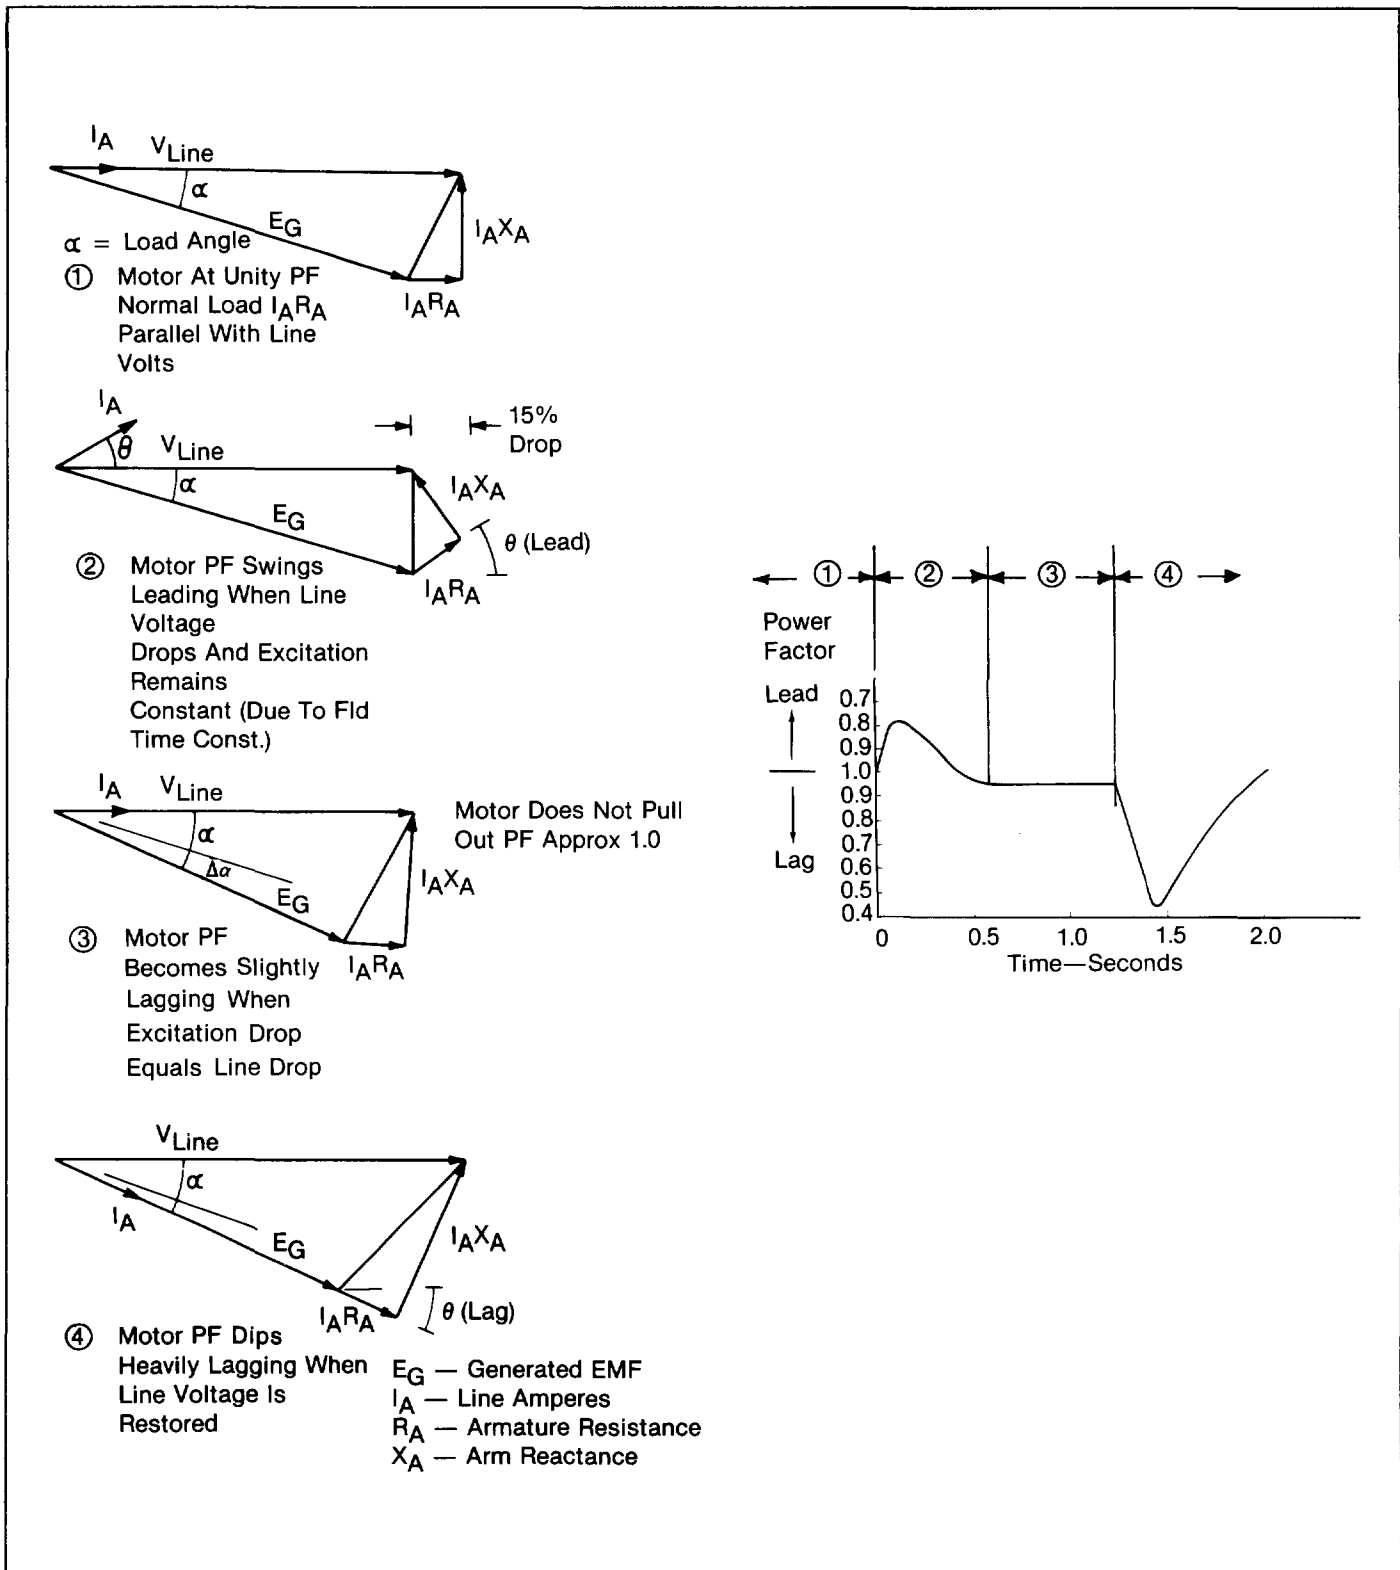 IA
VLine
α
EG
IAXA
α = Load Angle
IARA
① Motor At Unity PF
Normal Load IARA
Parallel With Line
Volts
IA
θ
VLine
15%
Drop
α
IAXA
EG
θ (Lead)
IARA
② Motor PF Swings
Leading When Line
Voltage
Drops And Excitation
Remains
Constant (Due To Fld
Time Const.)
IA
VLine
Motor Does Not Pull
Out PF Approx 1.0
α
Δα
EG
IAXA
IARA
③ Motor PF
Becomes Slightly
Lagging When
Excitation Drop
Equals Line Drop
VLine
α
IA
EG
IAXA
IARA
θ (Lag)
④ Motor PF Dips
Heavily Lagging When
Line Voltage Is
Restored
EG — Generated EMF
IA — Line Amperes
RA — Armature Resistance
XA — Arm Reactance
① ② ③ ④
Power
Factor
Lead
Lag
0.7
0.8
0.9
1.0
0.9
0.8
0.7
0.6
0.5
0.4
0 0.5 1.0 1.5 2.0
Time—Seconds